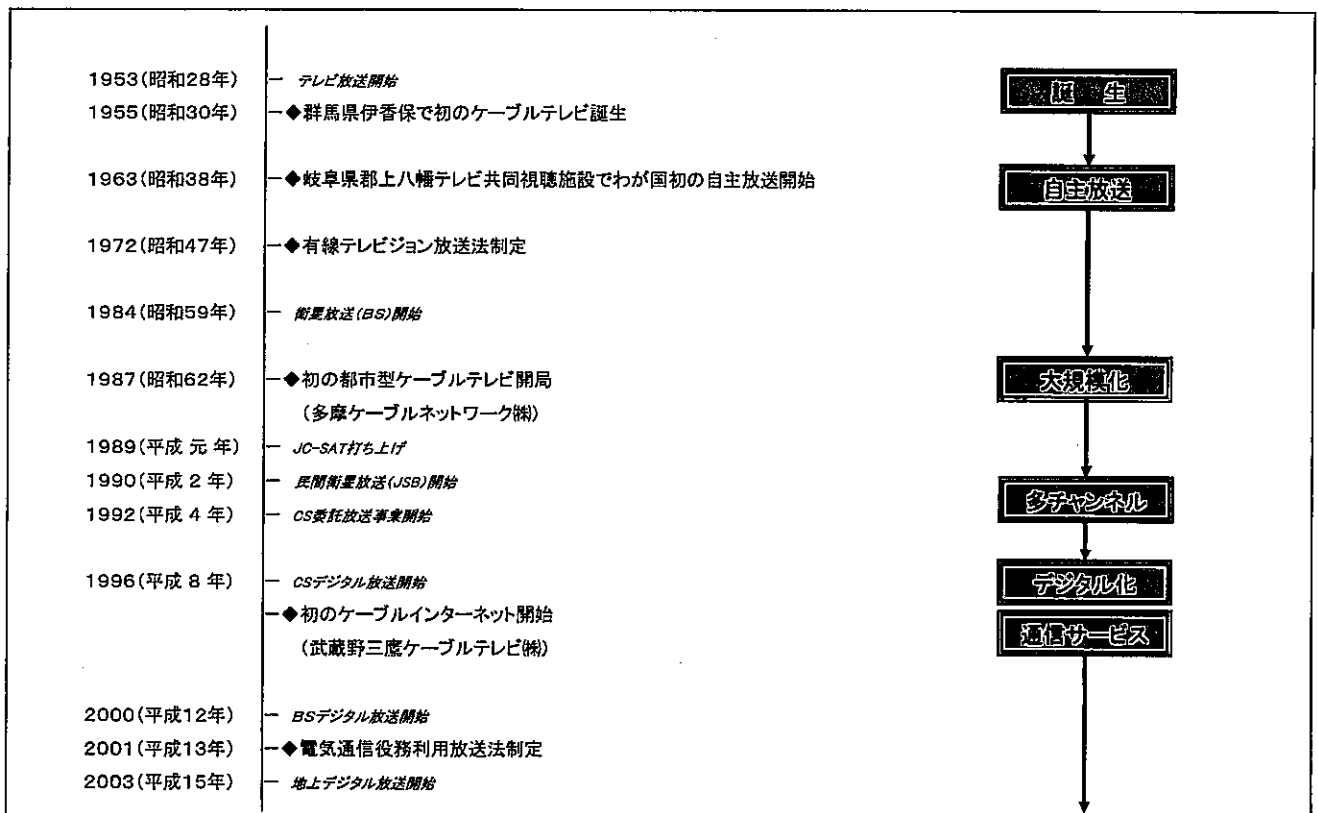 1953(昭和28年) テレビ放送開始
誕 生
1955(昭和30年) ◆群馬県伊香保で初のケーブルテレビ誕生
1963(昭和38年) ◆岐阜県郡上八幡テレビ共同視聴施設でわが国初の自主放送開始
自主放送
1972(昭和47年) ◆有線テレビジョン放送法制定
1984(昭和59年) 衛星放送(BS)開始
1987(昭和62年) ◆初の都市型ケーブルテレビ開局
大規模化
(多摩ケーブルネットワーク㈱)
1989(平成 元 年) JC-SAT打ち上げ
1990(平成 2 年) 民間衛星放送(JSB)開始
多チャンネル
1992(平成 4 年) CS委託放送事業開始
1996(平成 8 年) CSデジタル放送開始
デジタル化
◆初のケーブルインターネット開始
通信サービス
(武蔵野三鷹ケーブルテレビ㈱)
2000(平成12年) BSデジタル放送開始
2001(平成13年) ◆電気通信役務利用放送法制定
2003(平成15年) 地上デジタル放送開始